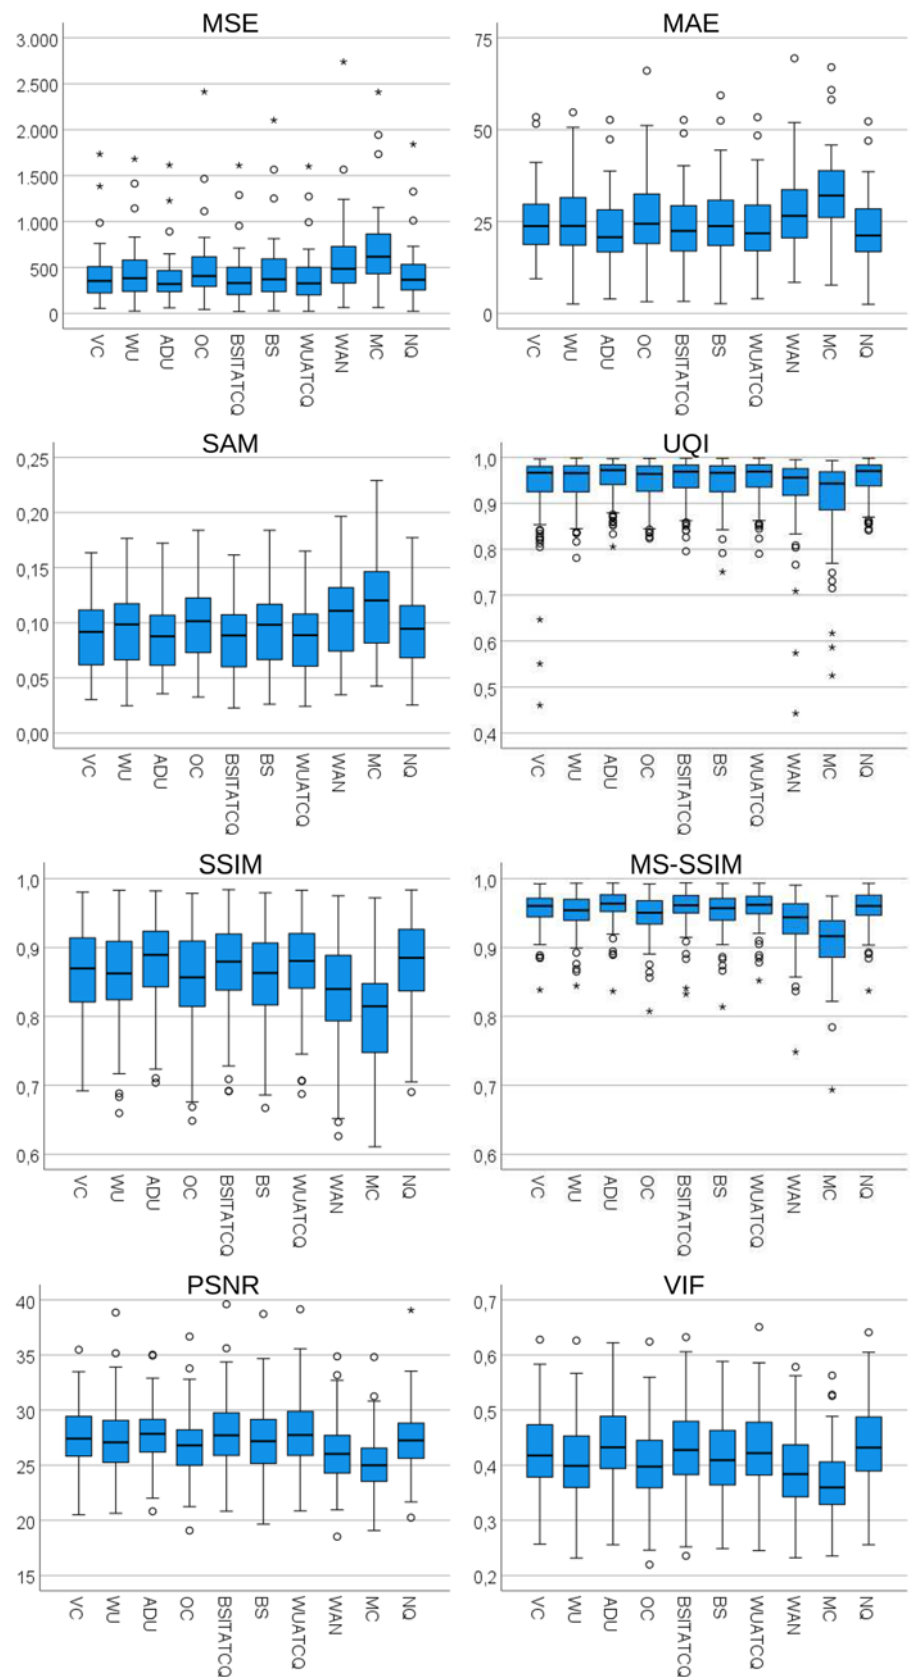 MSE
3.000
2.500
2.000
1.500
1.000
500
0
VC WU ADU OC BSITATCQ BS WUATCQ WAN MC NQ
MAE
75
50
25
0
VC WU ADU OC BSITATCQ BS WUATCQ WAN MC NQ
SAM
0,25
0,20
0,15
0,10
0,05
0,00
VC WU ADU OC BSITATCQ BS WUATCQ WAN MC NQ
UQI
1,0
0,9
0,8
0,7
0,6
0,5
0,4
VC WU ADU OC BSITATCQ BS WUATCQ WAN MC NQ
SSIM
1,0
0,9
0,8
0,7
0,6
VC WU ADU OC BSITATCQ BS WUATCQ WAN MC NQ
MS-SSIM
1,0
0,9
0,8
0,7
0,6
VC WU ADU OC BSITATCQ BS WUATCQ WAN MC NQ
PSNR
40
35
30
25
20
15
VC WU ADU OC BSITATCQ BS WUATCQ WAN MC NQ
VIF
0,7
0,6
0,5
0,4
0,3
0,2
VC WU ADU OC BSITATCQ BS WUATCQ WAN MC NQ